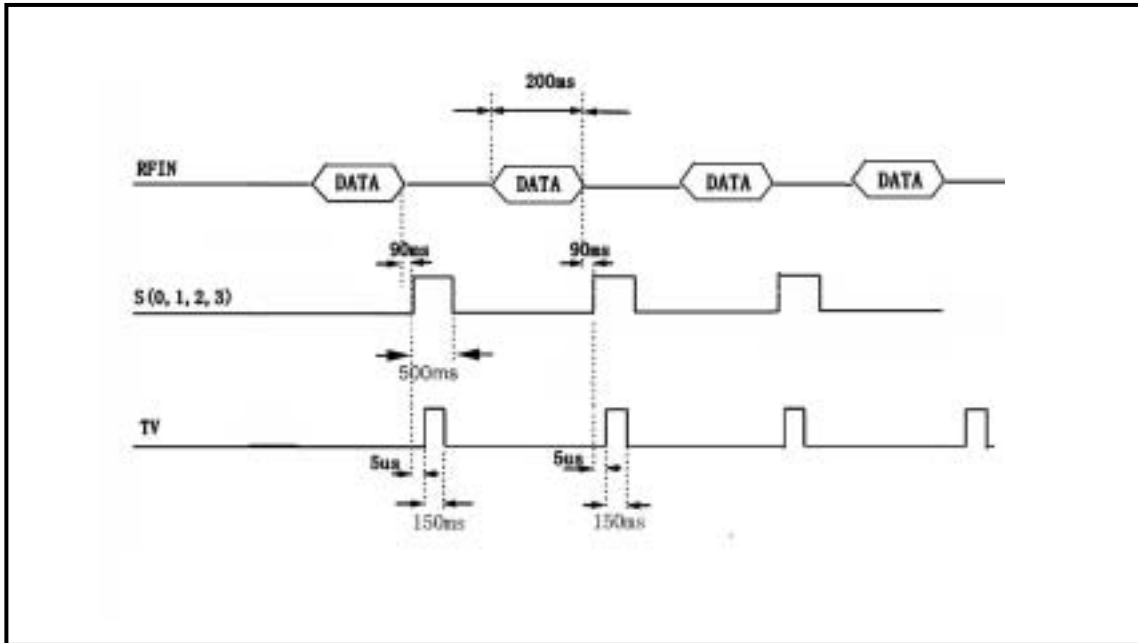 200ms
RFIN
DATA DATA DATA DATA
90ms 90ms
S(0,1,2,3)
500ms
TV
5us 5us
150ms 150ms